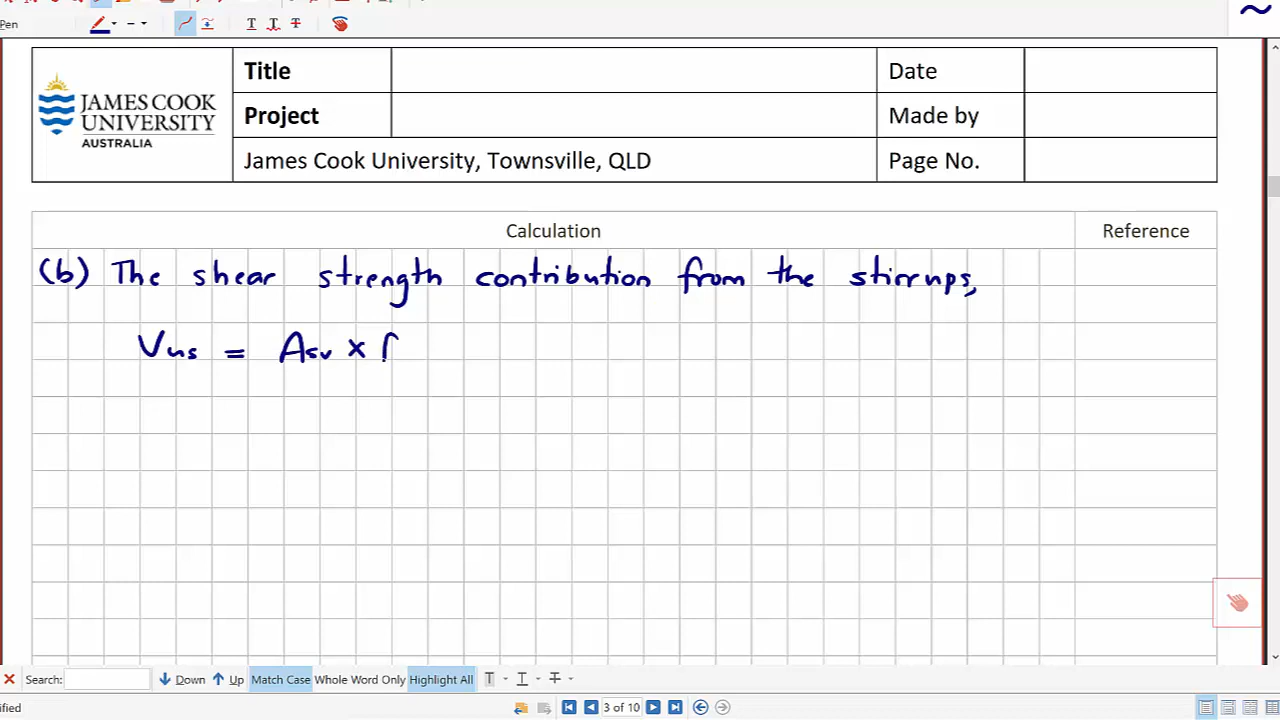 Pen
T T T
JAMES COOK
UNIVERSITY
AUSTRALIA
Title
Date
Project
Made by
James Cook University, Townsville, QLD
Page No.
Calculation
Reference
(b) The shear strength contribution from the stirrups,
Vus = Asv ×
Search:
Down
Up
Match Case
Whole Word Only
Highlight All
T T T
ified
3 of 10